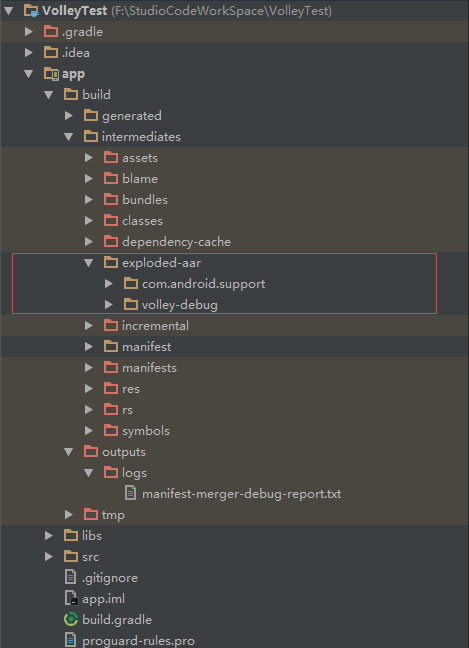 VolleyTest (F:\StudioCodeWorkSpace\VolleyTest)
.gradle
.idea
app
build
generated
intermediates
assets
blame
bundles
classes
dependency-cache
exploded-aar
com.android.support
volley-debug
incremental
manifest
manifests
res
rs
symbols
outputs
logs
manifest-merger-debug-report.txt
tmp
libs
src
.gitignore
app.iml
build.gradle
proguard-rules.pro